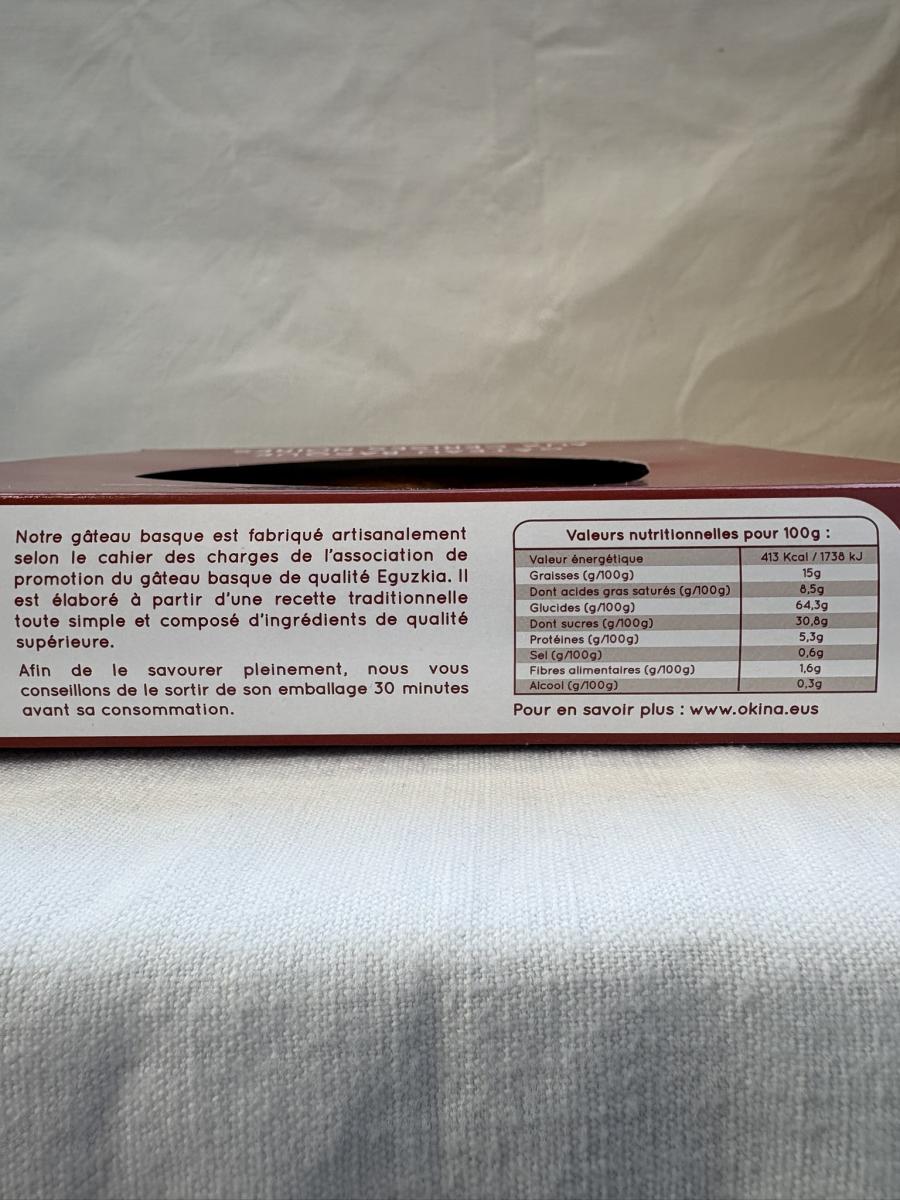 Notre gâteau basque est fabriqué artisanalement
selon le cahier des charges de l'association de
promotion du gâteau basque de qualité Eguzkia. Il
est élaboré à partir d'une recette traditionnelle
toute simple et composé d'ingrédients de qualité
supérieure.
Afin de le savourer pleinement, nous vous
conseillons de le sortir de son emballage 30 minutes
avant sa consommation.
Valeurs nutritionnelles pour 100g :
Valeur énergétique 413 Kcal / 1738 kJ
Graisses (g/100g) 15g
Dont acides gras saturés (g/100g) 8,5g
Glucides (g/100g) 64,3g
Dont sucres (g/100g) 30,8g
Protéines (g/100g) 5,3g
Sel (g/100g) 0,6g
Fibres alimentaires (g/100g) 1,6g
Alcool (g/100g) 0,3g
Pour en savoir plus : www.okina.eus